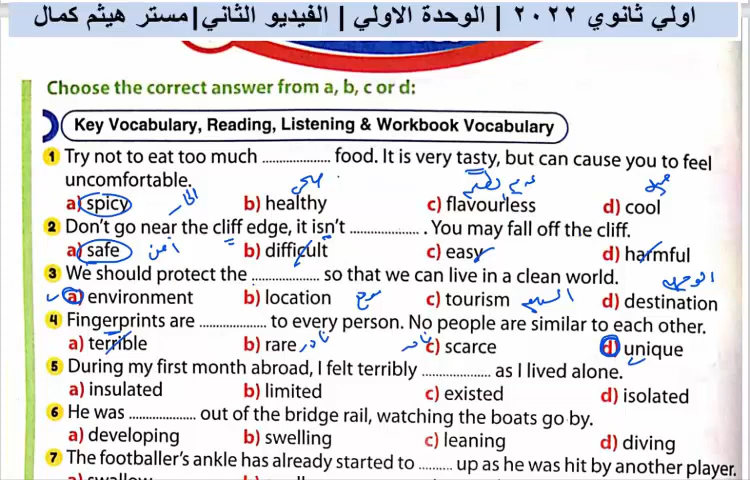 اولي ثانوي ٢٠٢٢ | الوحدة الاولي | الفيديو الثاني|مستر هيثم كمال
Choose the correct answer from a, b, c or d:
Key Vocabulary, Reading, Listening & Workbook Vocabulary
1 Try not to eat too much .................... food. It is very tasty, but can cause you to feel
uncomfortable.
صحي
a) spicy b) healthy c) flavourless d) cool
2 Don't go near the cliff edge, it isn't .................... . You may fall off the cliff.
a) safe b) difficult c) easy d) harmful
3 We should protect the .................... so that we can live in a clean world.
a) environment b) location c) tourism d) destination
4 Fingerprints are .................... to every person. No people are similar to each other.
a) terrible b) rare نادر c) scarce نادر d) unique
5 During my first month abroad, I felt terribly .................... as I lived alone.
a) insulated b) limited c) existed d) isolated
6 He was .................... out of the bridge rail, watching the boats go by.
a) developing b) swelling c) leaning d) diving
7 The footballer's ankle has already started to .......... up as he was hit by another player.